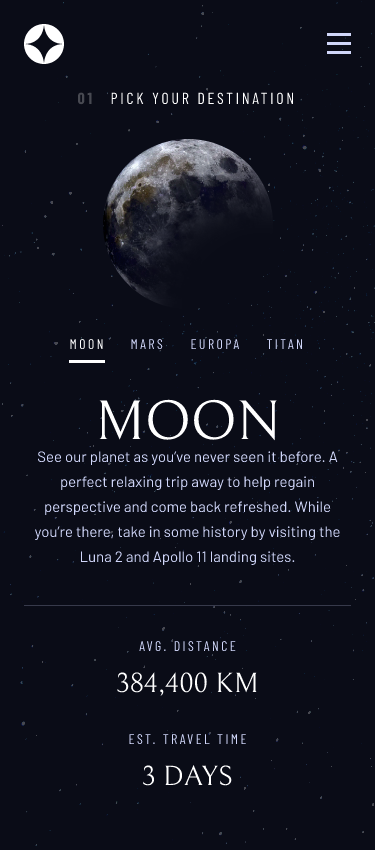 01 PICK YOUR DESTINATION
MOON MARS EUROPA TITAN
MOON
See our planet as you’ve never seen it before. A
perfect relaxing trip away to help regain
perspective and come back refreshed. While
you’re there, take in some history by visiting the
Luna 2 and Apollo 11 landing sites.
AVG. DISTANCE
384,400 KM
EST. TRAVEL TIME
3 DAYS